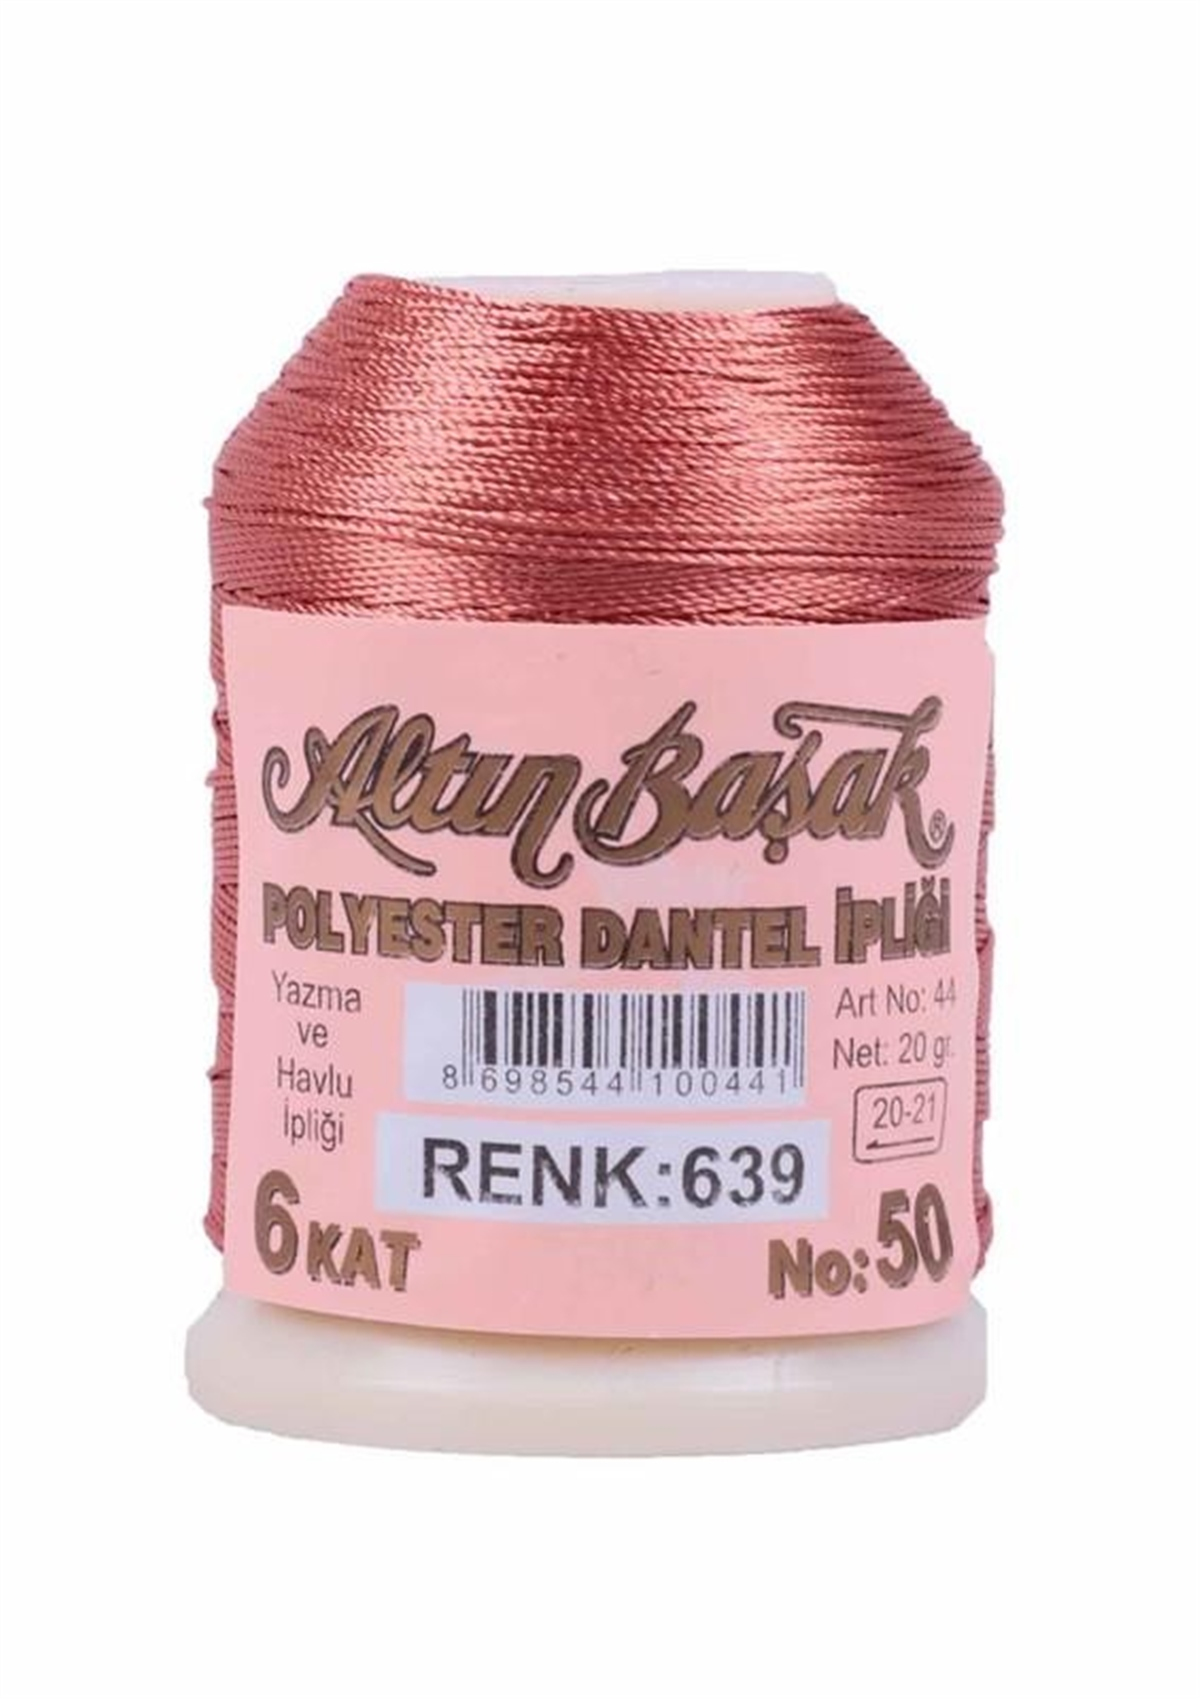 Altın Başak®
POLYESTER DANTEL İPLİĞİ
Yazma
ve
Havlu
İpliği
8 698544 100441
Art No: 44
Net: 20 gr.
20-21
RENK:639
6 KAT
No: 50